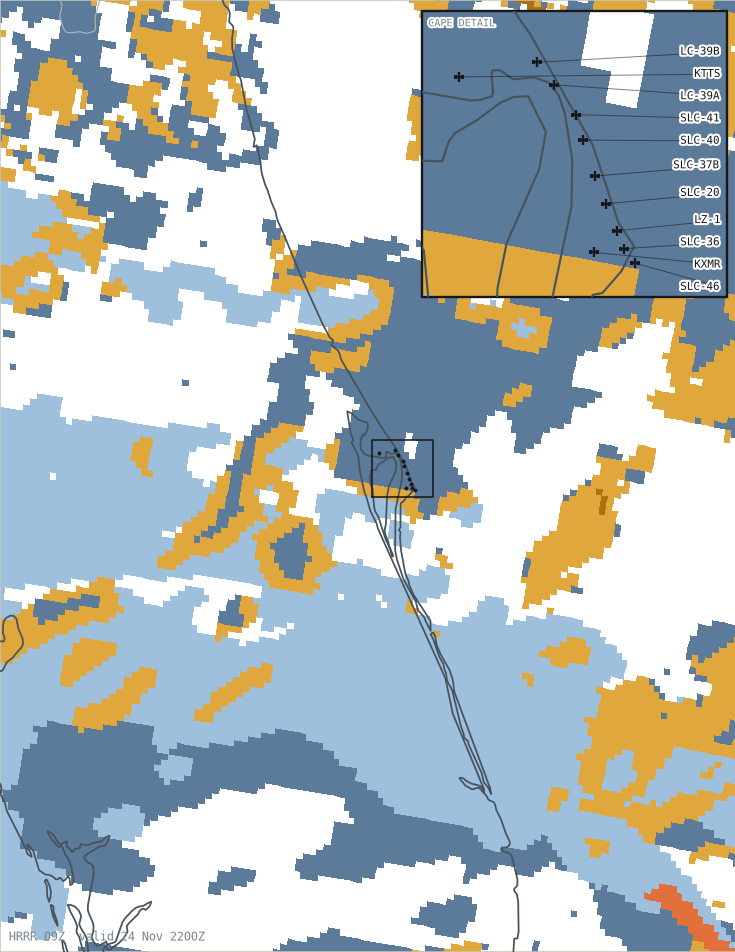 CAPE DETAIL
LC-39B
KTTS
LC-39A
SLC-41
SLC-40
SLC-37B
SLC-20
LZ-1
SLC-36
KXMR
SLC-46
HRRR 09Z valid 24 Nov 2200Z